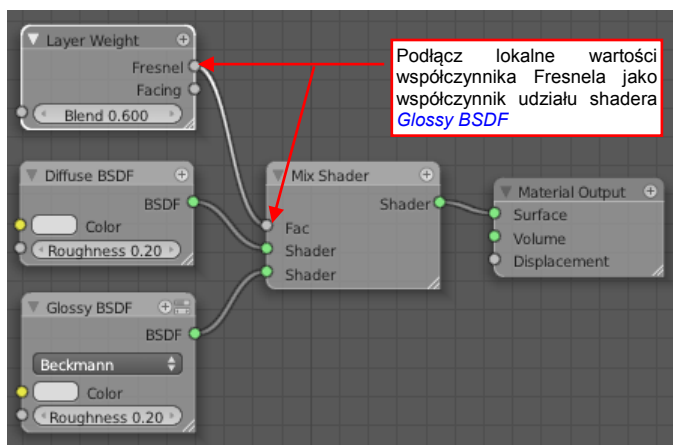 Layer Weight
Fresnel
Facing
Blend 0.600
Podłącz lokalne wartości
współczynnika Fresnela jako
współczynnik udziału shadera
Glossy BSDF
Diffuse BSDF
BSDF
Color
Roughness 0.20
Mix Shader
Shader
Fac
Shader
Shader
Material Output
Surface
Volume
Displacement
Glossy BSDF
BSDF
Beckmann
Color
Roughness 0.20